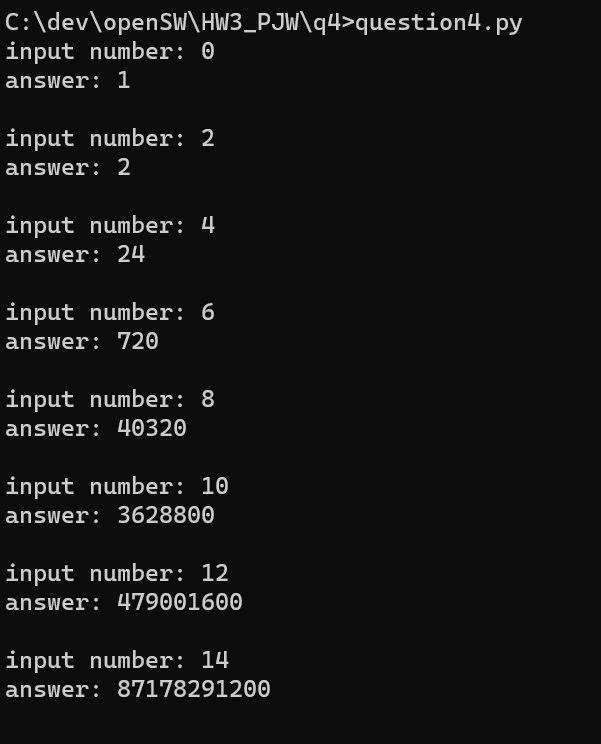 C:\dev\openSW\HW3_PJW\q4>question4.py
input number: 0
answer: 1
input number: 2
answer: 2
input number: 4
answer: 24
input number: 6
answer: 720
input number: 8
answer: 40320
input number: 10
answer: 3628800
input number: 12
answer: 479001600
input number: 14
answer: 87178291200